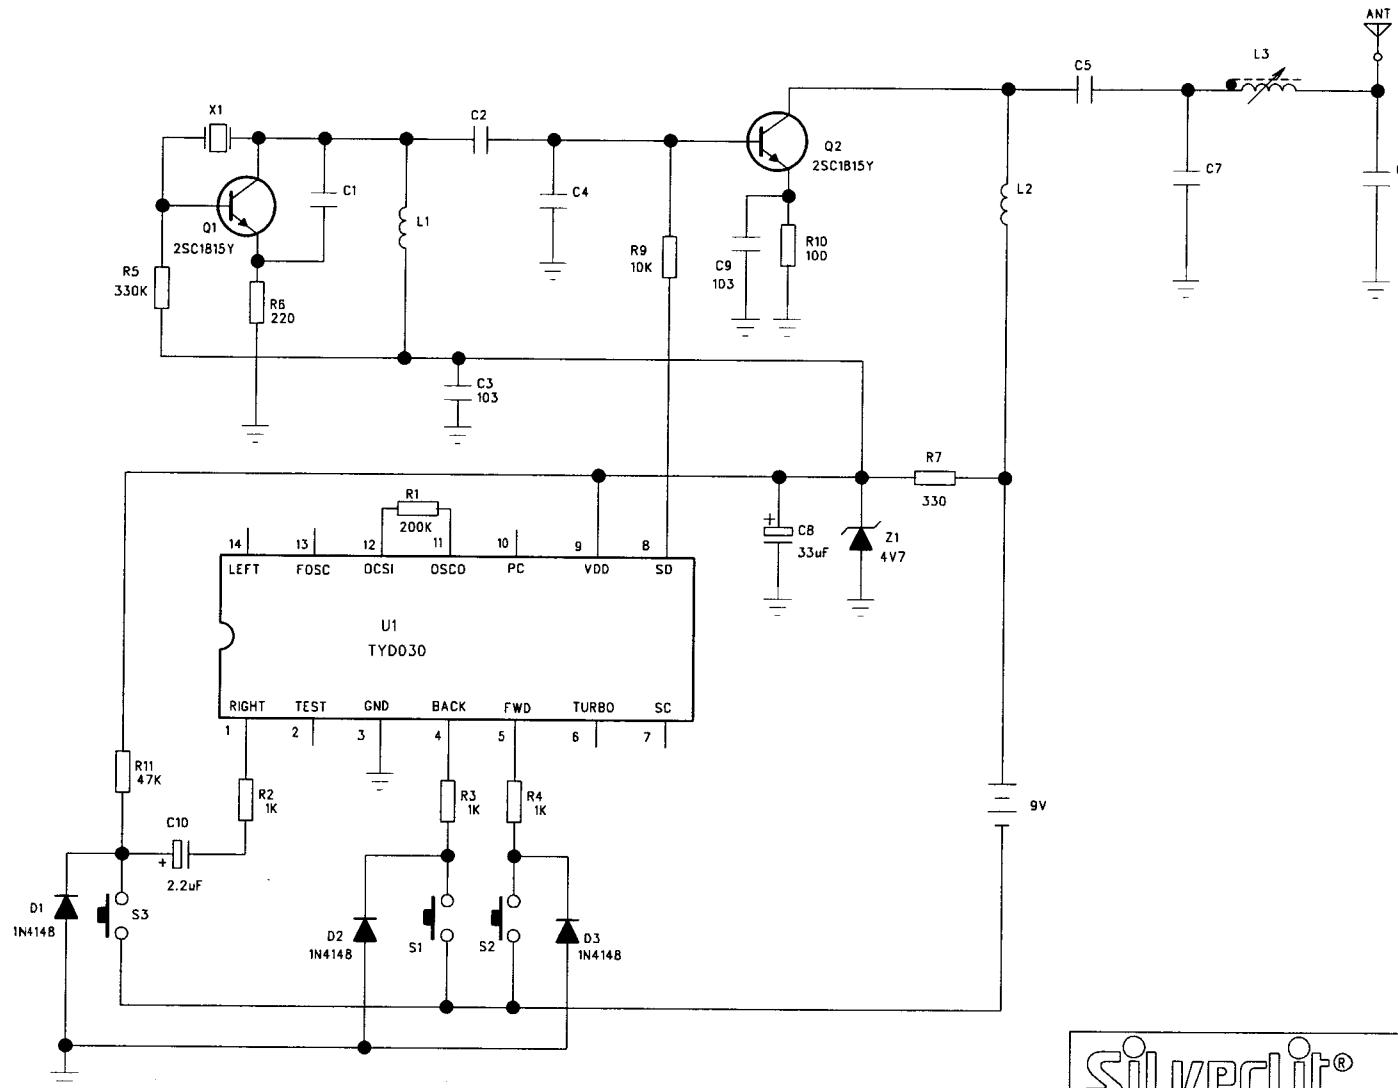 ANT
L3
C5
X1
C2
Q2
2SC1815Y
C1
C4
C7
L2
Q1
2SC1815Y
L1
R9
10K
R10
100
C9
103
R5
330K
R6
220
C3
103
R7
330
R1
200K
C8
33uF
Z1
4V7
14
13
12
11
10
9
8
LEFT
FOSC
OCSI
OSCO
PC
VDD
SO
U1
TYD030
RIGHT
TEST
GND
BACK
FWD
TURBO
SC
1
2
3
4
5
6
7
R11
47K
R2
1K
R3
1K
R4
1K
9V
C10
+
2.2uF
D1
1N4148
S3
D2
1N4148
S1
S2
D3
1N4148
+
Silverlit®